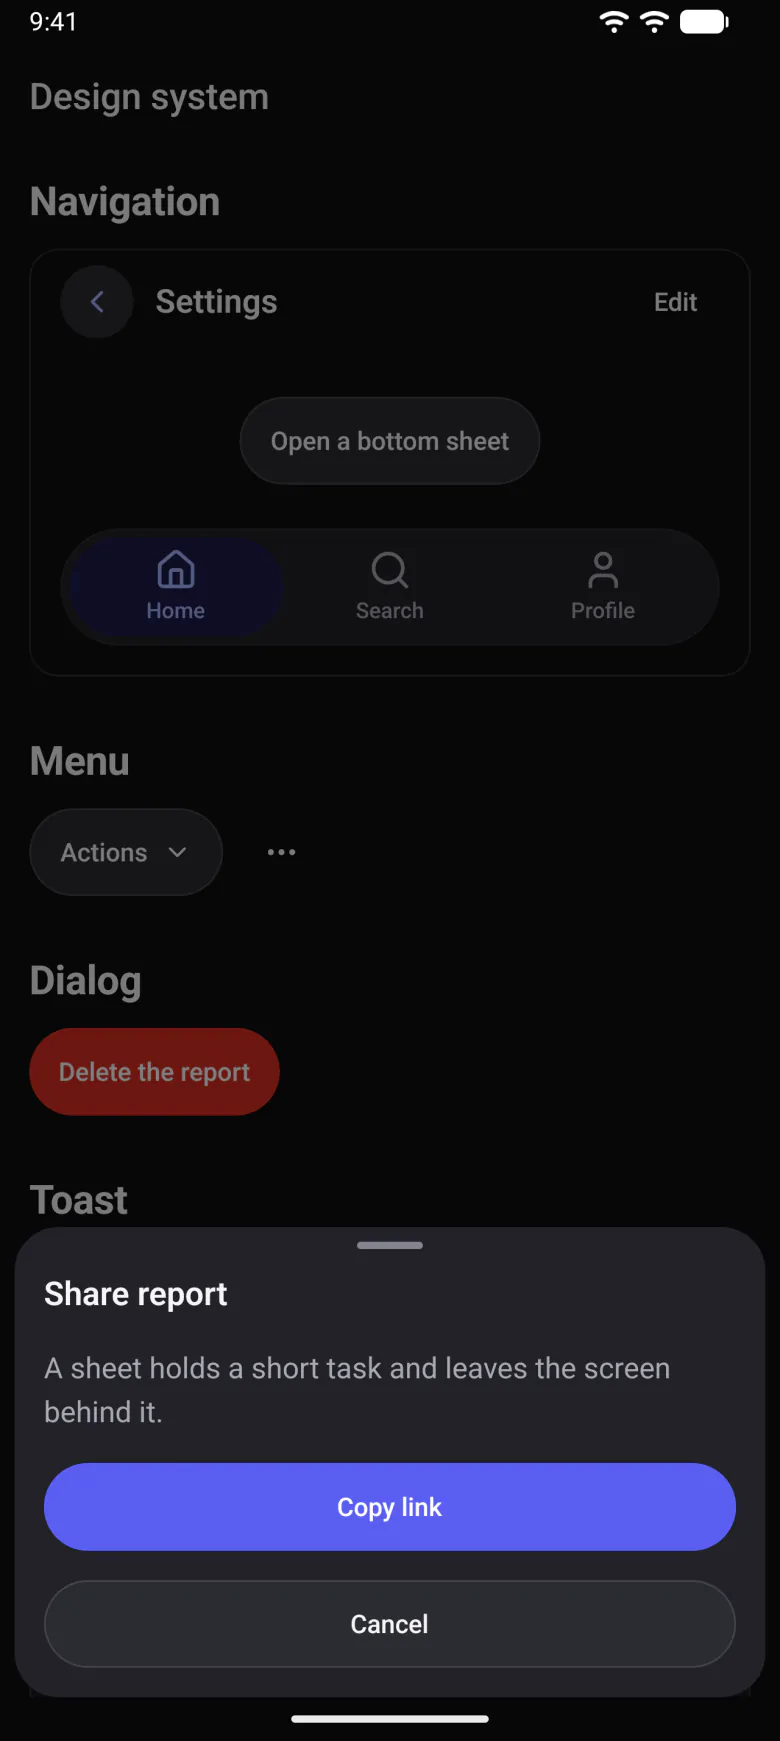 9:41
Design system
Navigation
Settings
Edit
Open a bottom sheet
Home
Search
Profile
Menu
Actions
Dialog
Delete the report
Toast
Share report
A sheet holds a short task and leaves the screen
behind it.
Copy link
Cancel